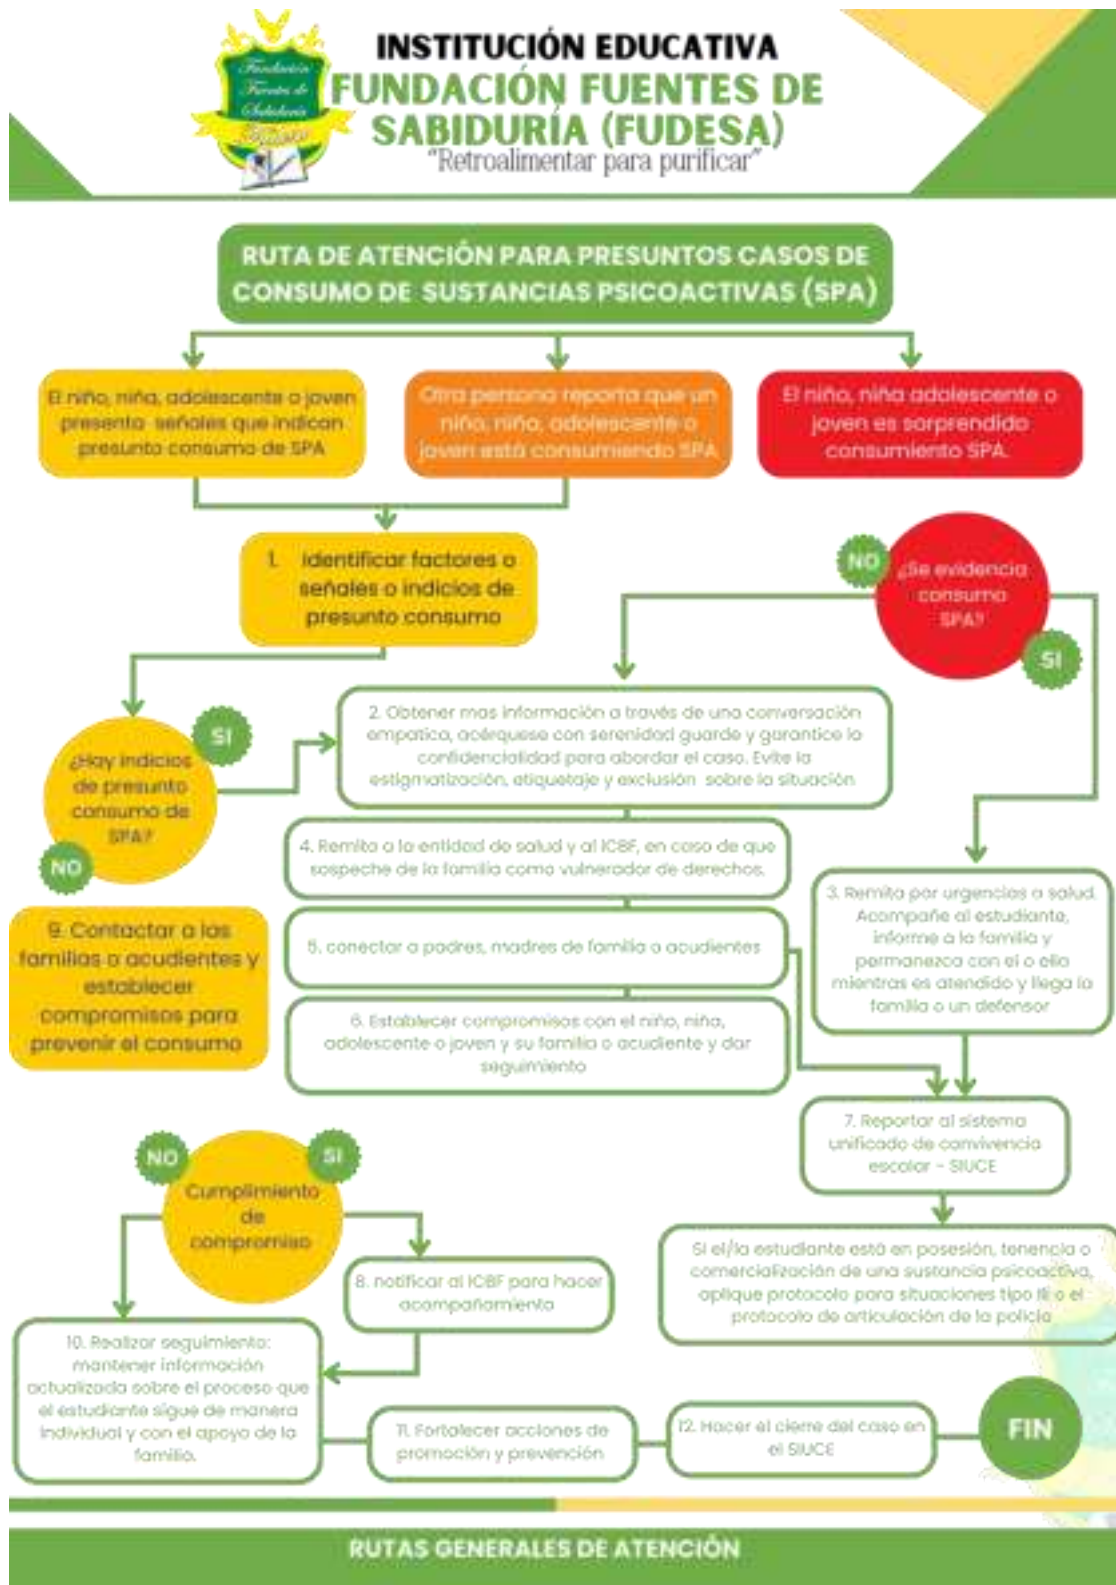 Fundación
Fuentes de
Sabiduría
INSTITUCIÓN EDUCATIVA
FUNDACIÓN FUENTES DE
SABIDURÍA (FUDESA)
"Retroalimentar para purificar"
RUTA DE ATENCIÓN PARA PRESUNTOS CASOS DE
CONSUMO DE SUSTANCIAS PSICOACTIVAS (SPA)
El niño, niña, adolescente o joven
presenta señales que indican
presunto consumo de SPA
Otra persona reporta que un
niño, niña, adolescente o
joven está consumiendo SPA
El niño, niña adolescente o
joven es sorprendido
consumiento SPA.
1. Identificar factores o
señales o indicios de
presunto consumo
NO
¿Se evidencia
consumo
SPA?
SI
2. Obtener mas información a través de una conversación
empatica, acérquese con serenidad guarde y garantice la
confidencialidad para abordar el caso. Evite la
estigmatización, etiquetaje y exclusión sobre la situación
SI
¿Hay indicios
de presunto
consumo de
SPA?
NO
4. Remita a la entidad de salud y al ICBF, en caso de que
sospeche de la familia como vulnerador de derechos.
3. Remita por urgencias a salud.
Acompañe al estudiante,
informe a la familia y
permanezca con el o ella
mientras es atendido y llega la
familia o un defensor
9. Contactar a las
familias o acudientes y
establecer
compromisos para
prevenir el consumo
5. conectar a padres, madres de familia o acudientes
6. Establecer compromisos con el niño, niña,
adolescente o joven y su familia o acudiente y dar
seguimiento
7. Reportar al sistema
unificado de convivencia
escolar - SIUCE
NO
SI
Cumplimiento
de
compromiso
8. notificar al ICBF para hacer
acompañamiento
Si el/la estudiante está en posesión, tenencia o
comercialización de una sustancia psicoactiva,
aplique protocolo para situaciones tipo III o el
protocolo de articulación de la policia
10. Realizar seguimiento:
mantener información
actualizada sobre el proceso que
el estudiante sigue de manera
individual y con el apoyo de la
familia.
11. Fortalecer acciones de
promoción y prevención
12. Hacer el cierre del caso en
el SIUCE
FIN
RUTAS GENERALES DE ATENCIÓN